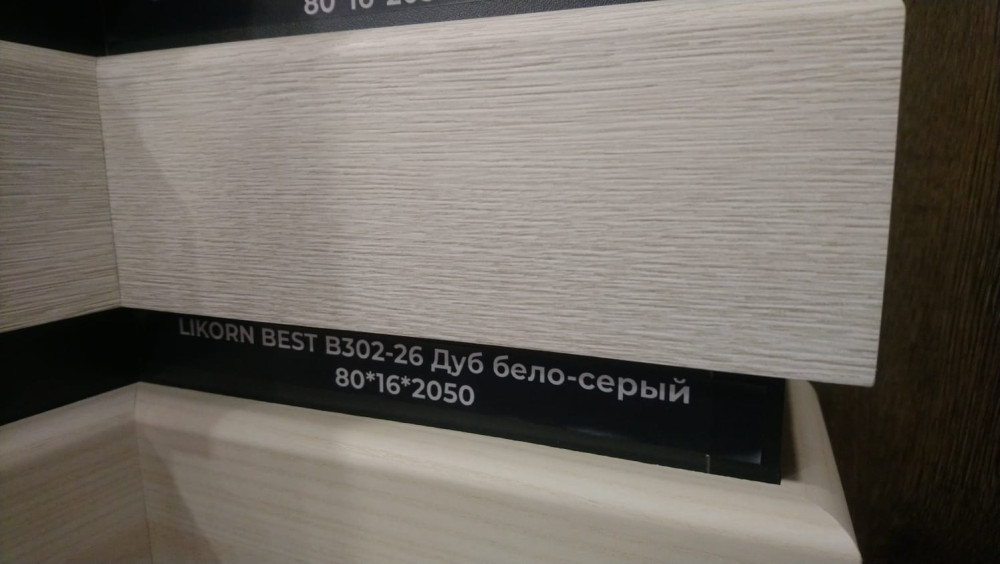 LIKORN BEST B302-26 Дуб бело-серый
80*16*2050